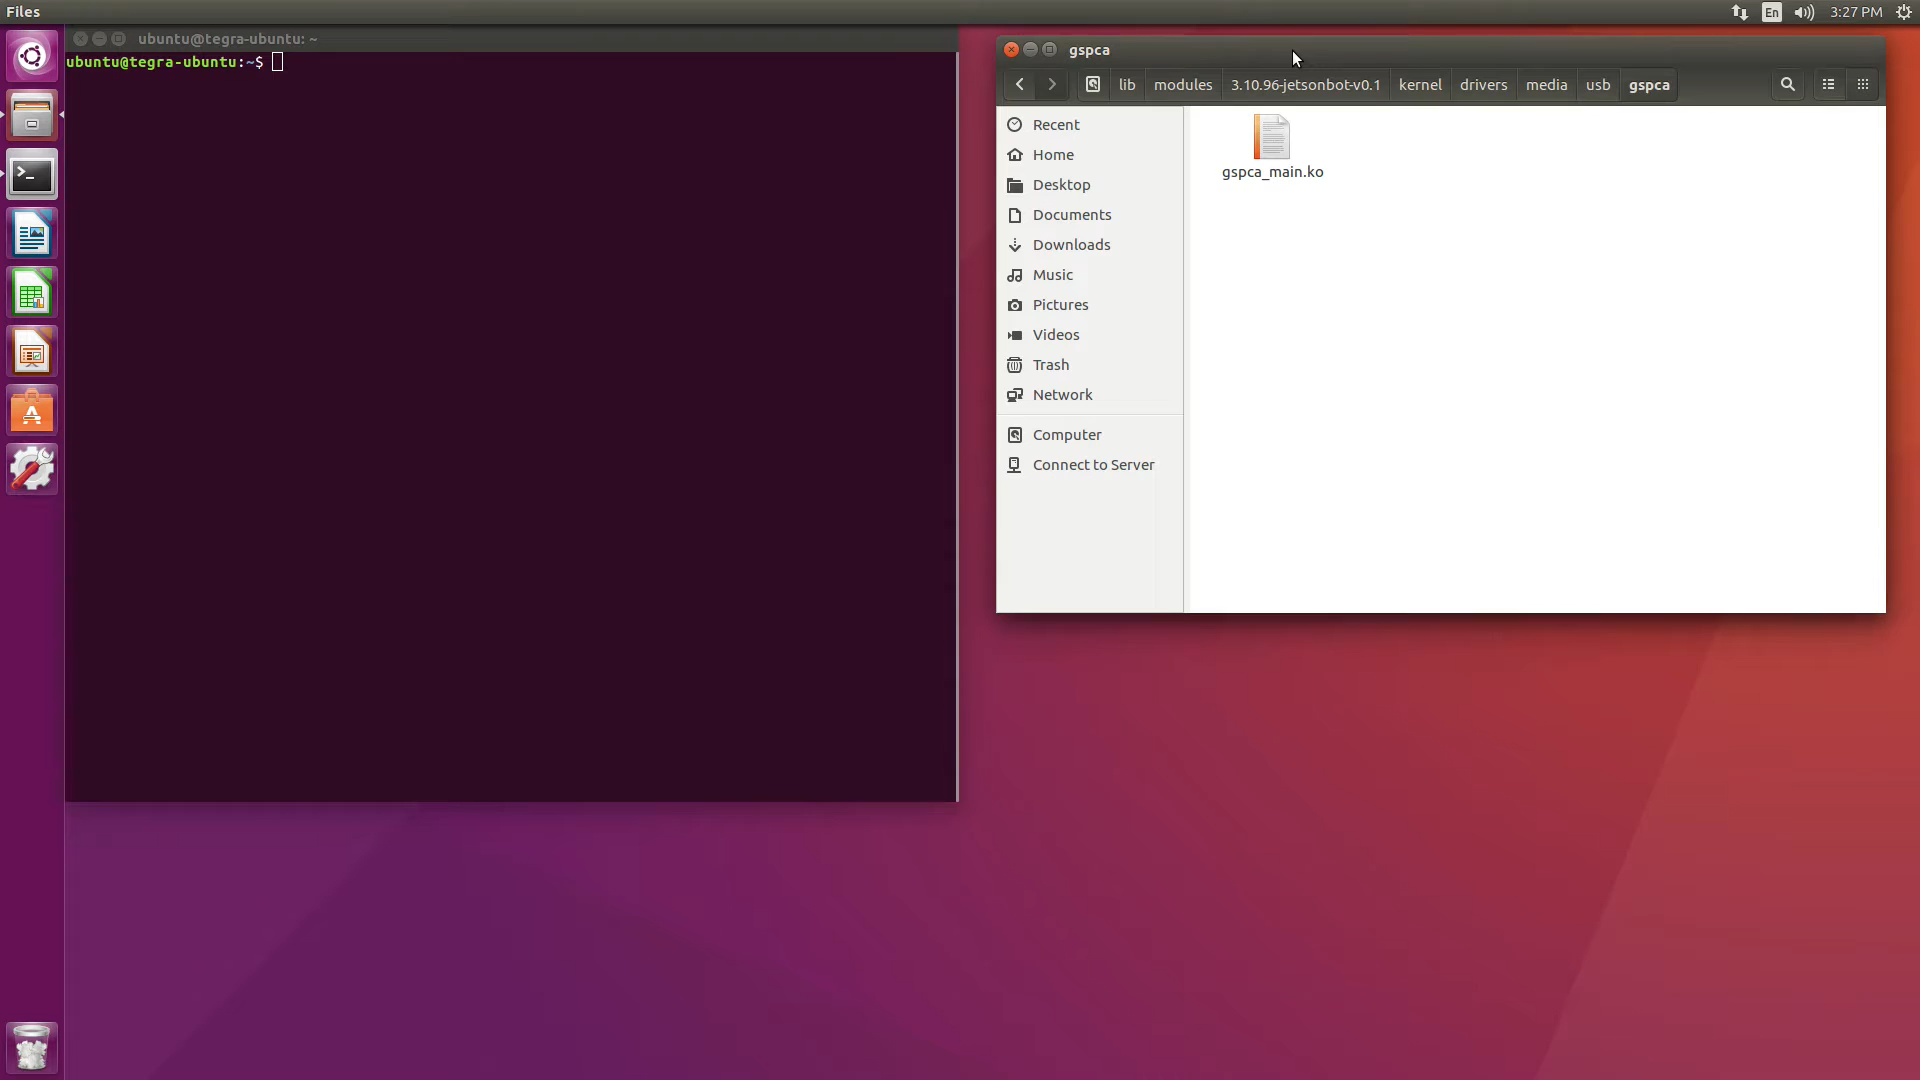 Files
En
3:27 PM
ubuntu@tegra-ubuntu: ~
ubuntu@tegra-ubuntu:~$
gspca
lib modules 3.10.96-jetsonbot-v0.1 kernel drivers media usb gspca
Recent
Home
Desktop
Documents
Downloads
Music
Pictures
Videos
Trash
Network
Computer
Connect to Server
gspca_main.ko